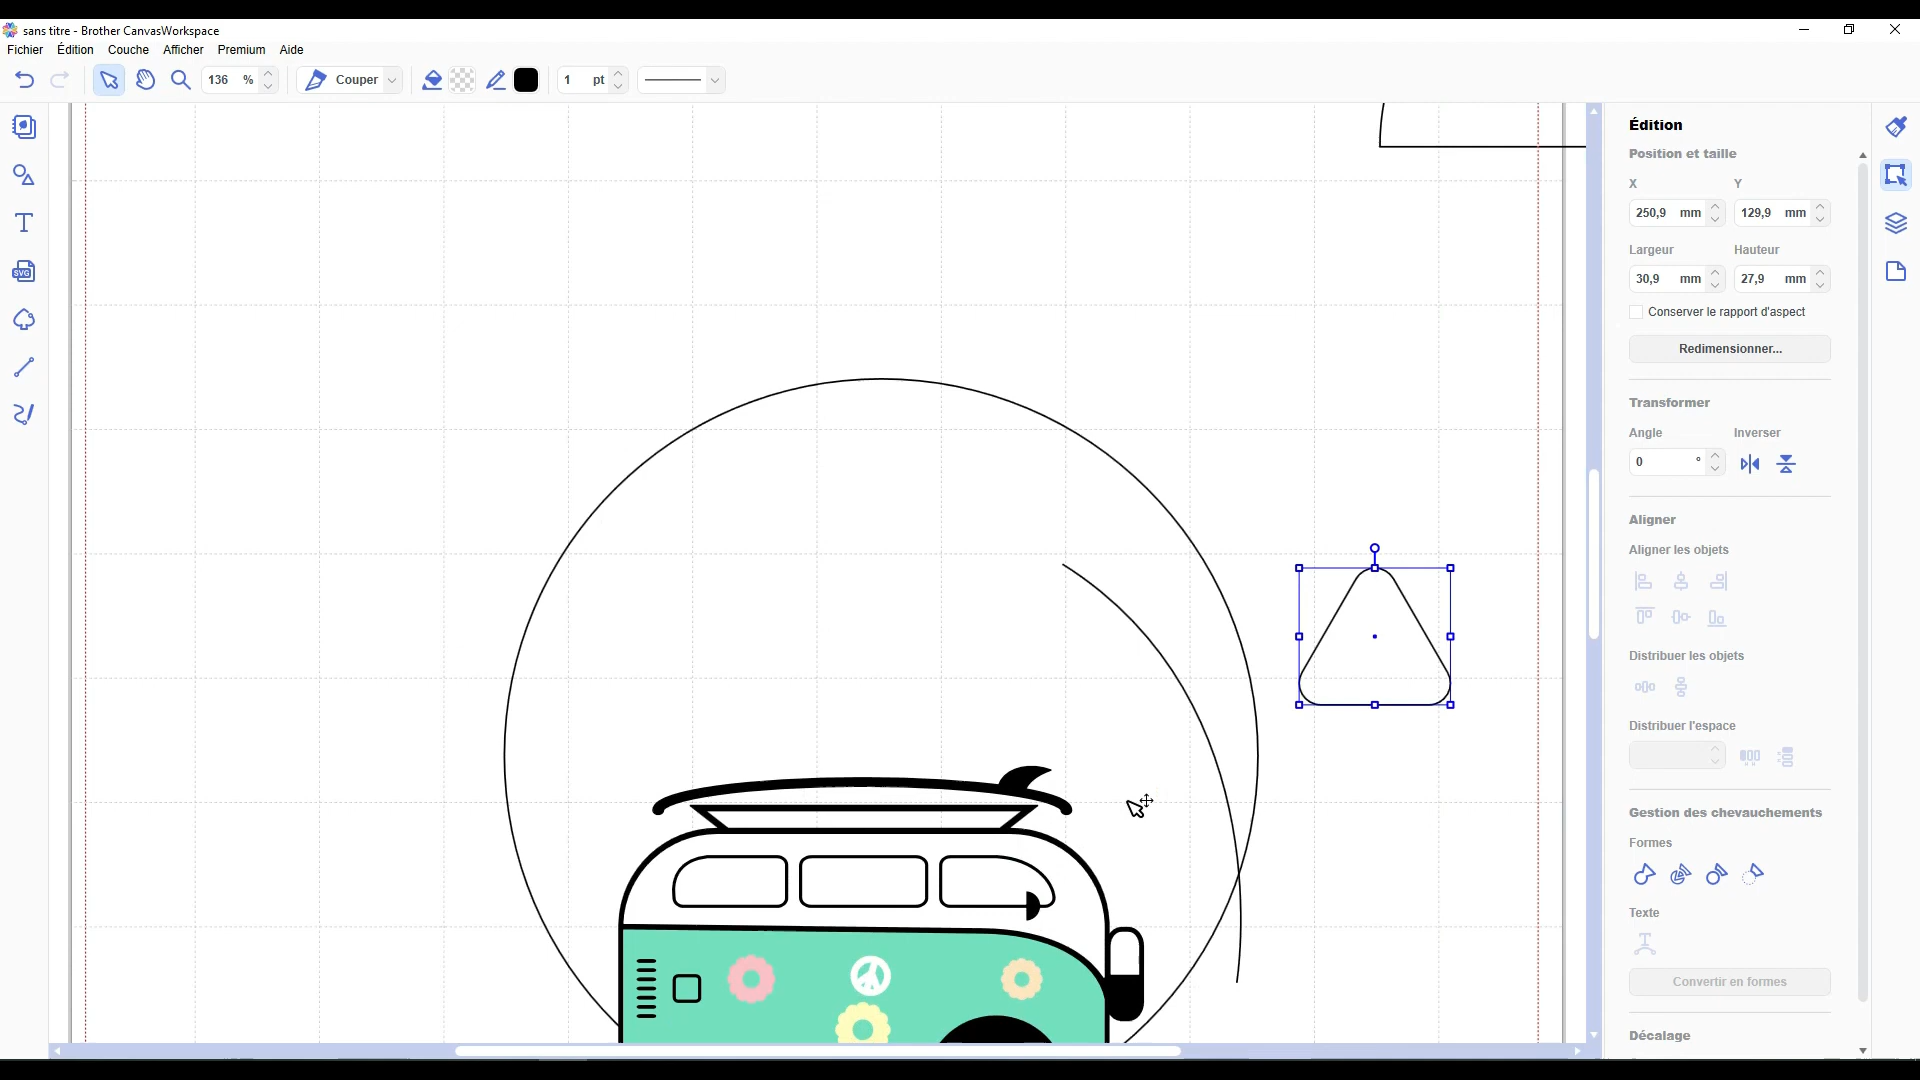 sans titre - Brother CanvasWorkspace
Fichier Édition Couche Afficher Premium Aide
136 % Couper 1 pt
SVG
Édition
Position et taille
X Y
250,9 mm 129,9 mm
Largeur Hauteur
30,9 mm 27,9 mm
Conserver le rapport d'aspect
Redimensionner...
Transformer
Angle Inverser
0 °
Aligner
Aligner les objets
Distribuer les objets
Distribuer l'espace
Gestion des chevauchements
Formes
Texte
Convertir en formes
Décalage